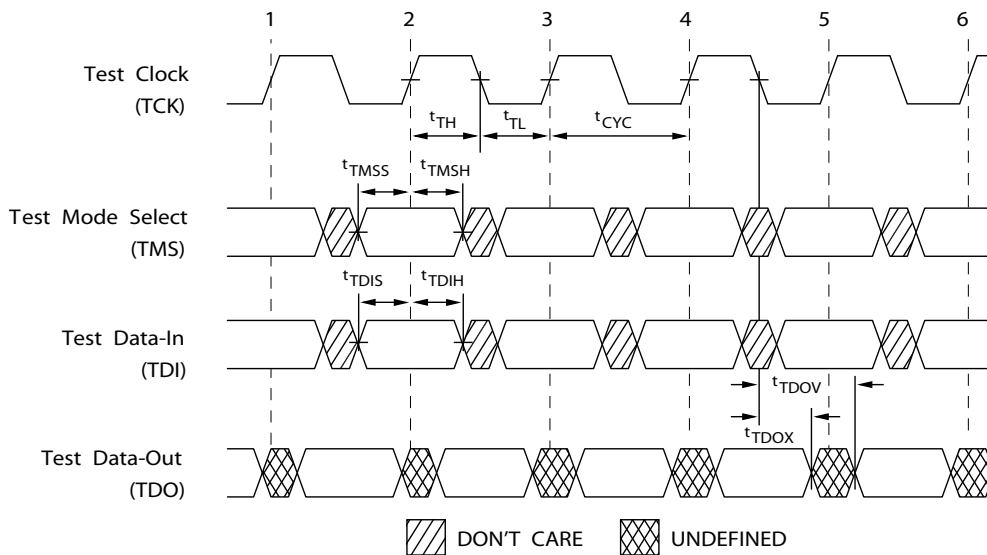 1 2 3 4 5 6
Test Clock
(TCK)
tTH tTL tCYC
tTMSS tTMSH
Test Mode Select
(TMS)
tTDIS tTDIH
Test Data-In
(TDI)
tTDOV
tTDOX
Test Data-Out
(TDO)
DON'T CARE UNDEFINED